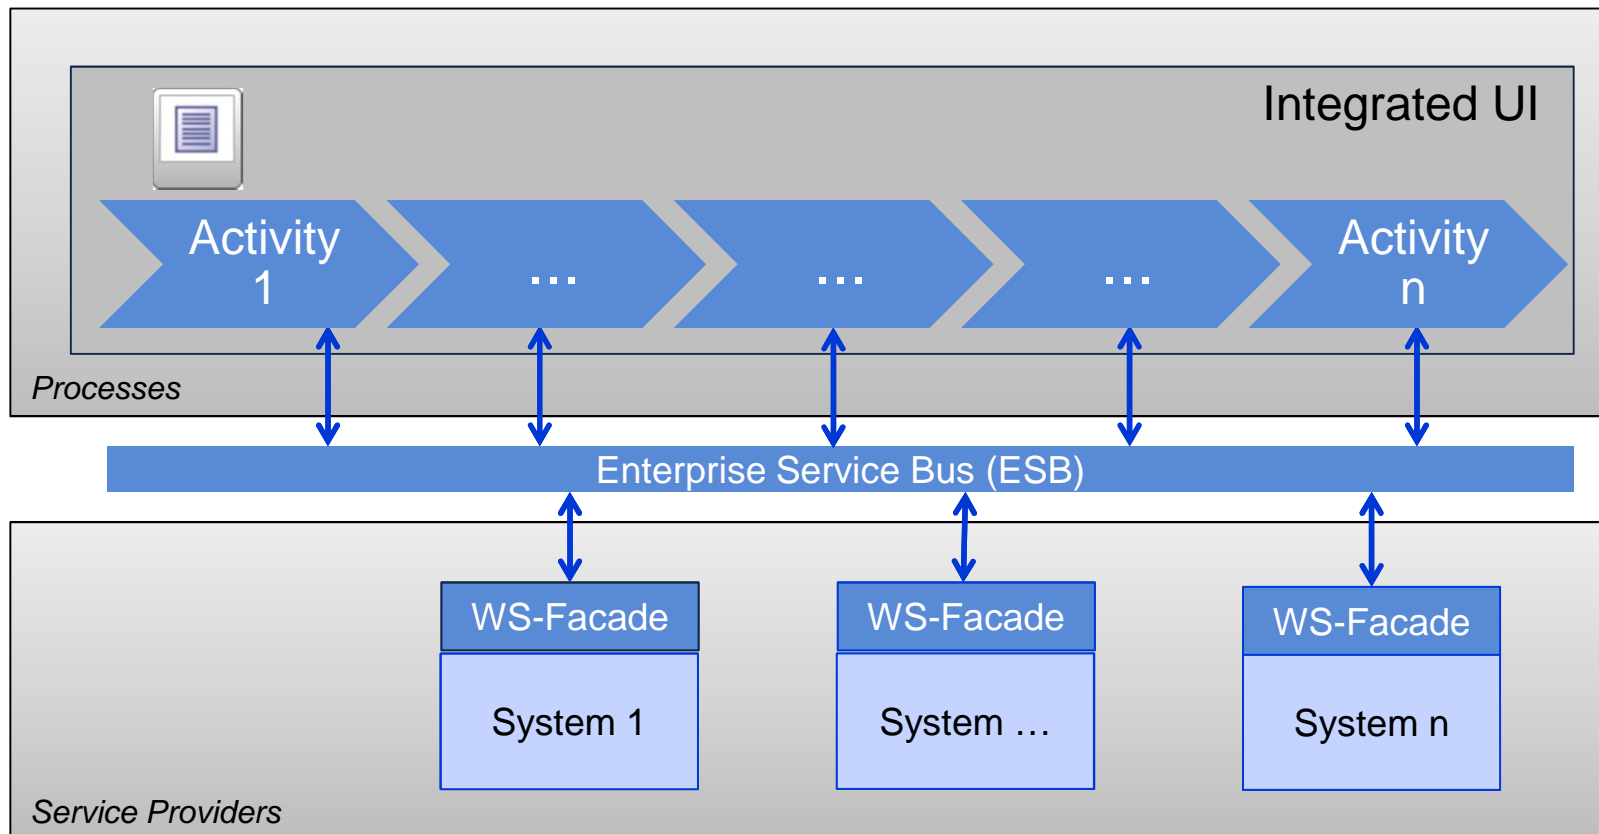 Integrated UI
Activity
1
...
...
...
Activity
n
Processes
Enterprise Service Bus (ESB)
WS-Facade
WS-Facade
WS-Facade
System 1
System …
System n
Service Providers